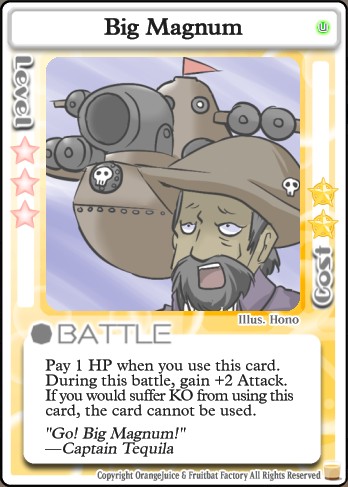 Big Magnum
U
Level
Cost
Illus. Hono
BATTLE
Pay 1 HP when you use this card.
During this battle, gain +2 Attack.
If you would suffer KO from using this
card, the card cannot be used.
"Go! Big Magnum!"
—Captain Tequila
Copyright OrangeJuice & Fruitbat Factory All Rights Reserved